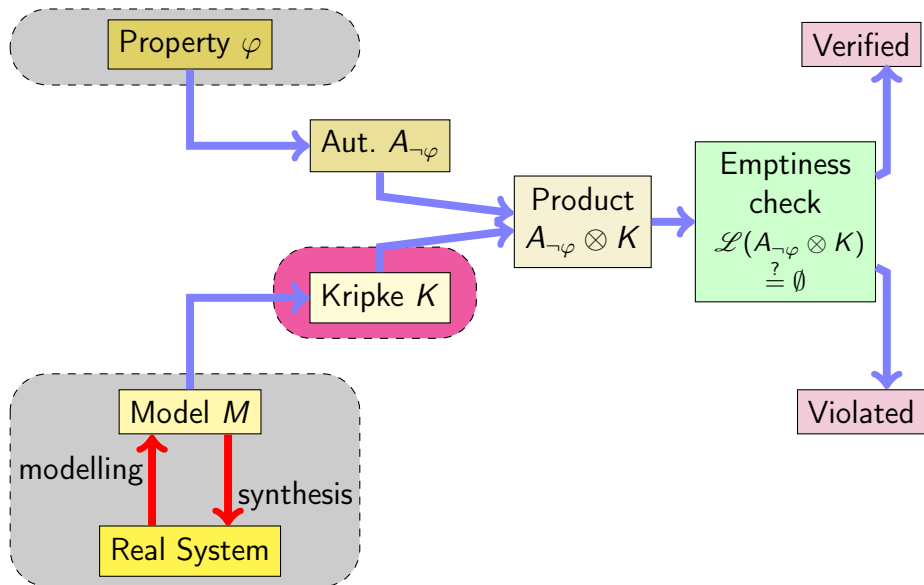 Property φ
Verified
Aut. A¬φ
Emptiness
check
ℒ(A¬φ ⊗ K)
?
= ∅
Product
A¬φ ⊗ K
Kripke K
Model M
Violated
modelling
synthesis
Real System